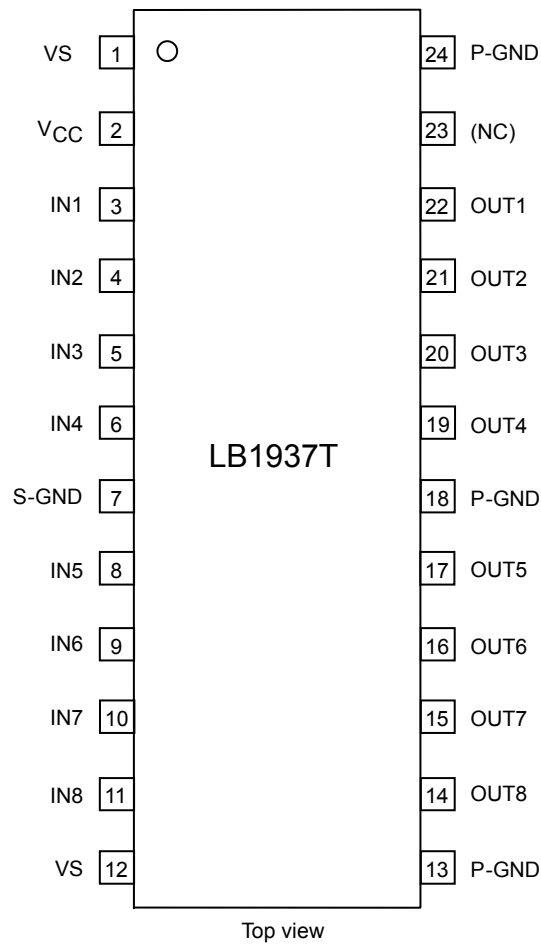 VS 1 24 P-GND
VCC 2 23 (NC)
IN1 3 22 OUT1
IN2 4 21 OUT2
IN3 5 20 OUT3
IN4 6 19 OUT4
LB1937T
S-GND 7 18 P-GND
IN5 8 17 OUT5
IN6 9 16 OUT6
IN7 10 15 OUT7
IN8 11 14 OUT8
VS 12 13 P-GND
Top view